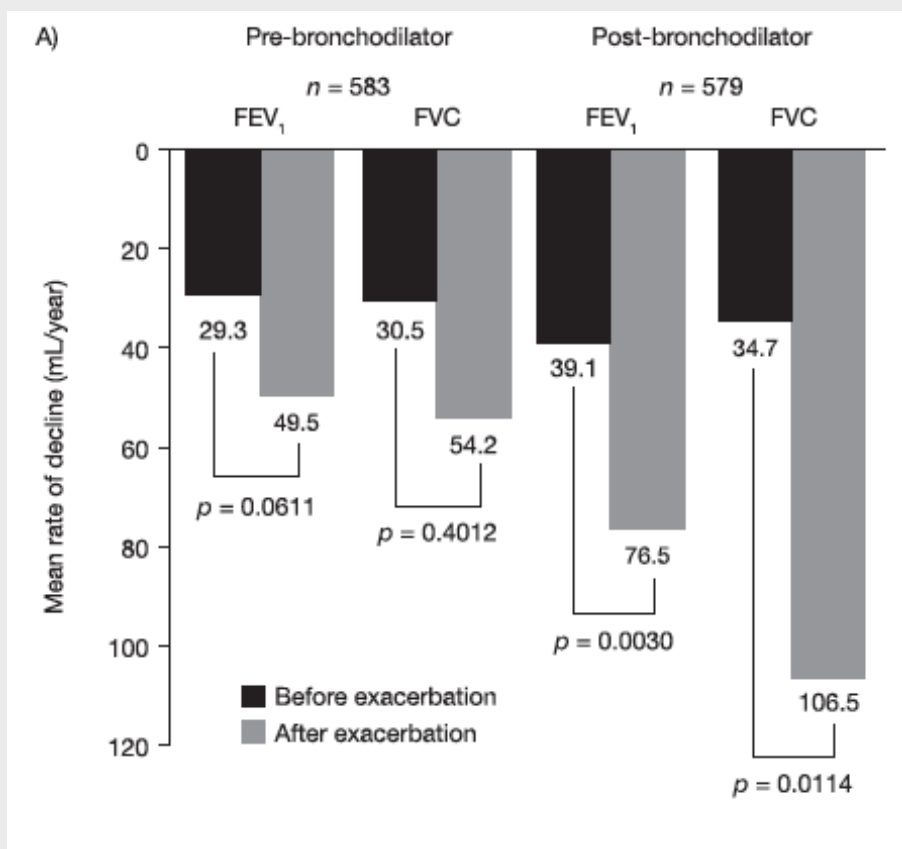 A)
Pre-bronchodilator
Post-bronchodilator
n = 583
n = 579
FEV₁
FVC
FEV₁
FVC
Mean rate of decline (mL/year)
0
20
40
60
80
100
120
29.3
49.5
p = 0.0611
30.5
54.2
p = 0.4012
39.1
76.5
p = 0.0030
34.7
106.5
p = 0.0114
Before exacerbation
After exacerbation